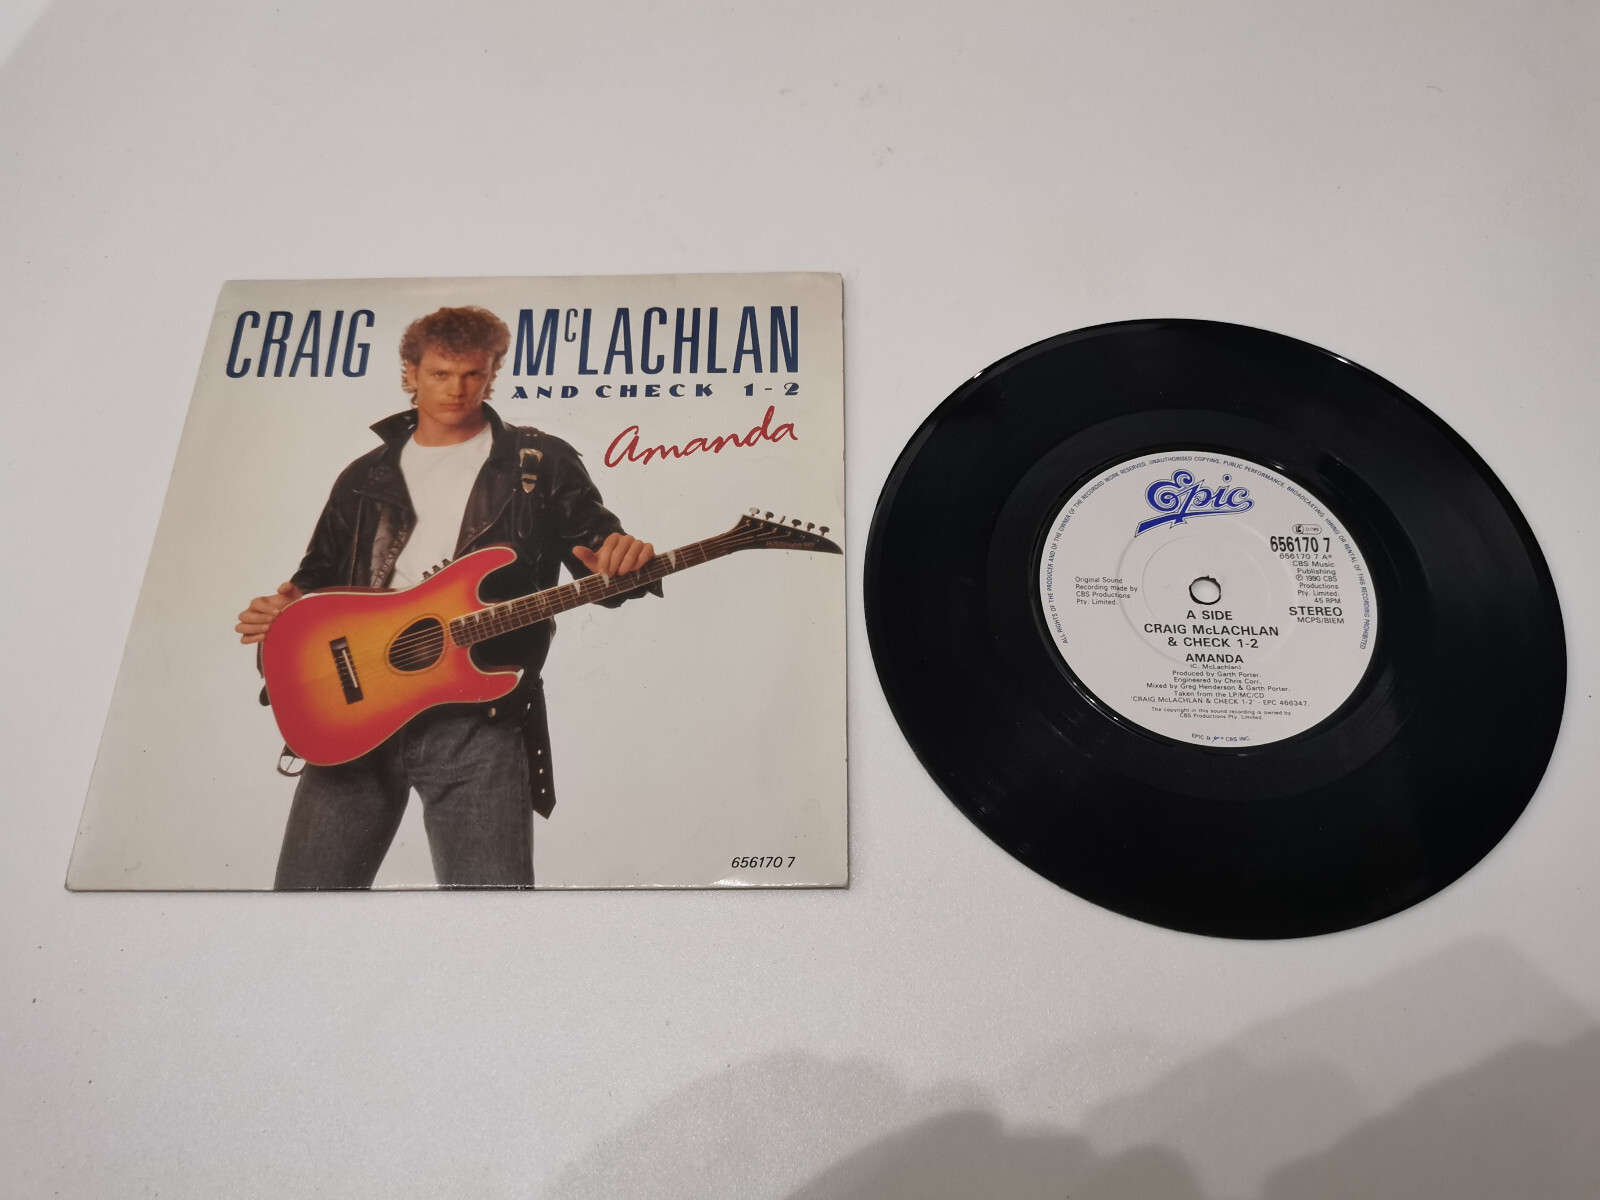 CRAIG McLACHLAN
AND CHECK 1-2
Amanda
656170 7
ALL RIGHTS OF THE PRODUCER AND OF THE OWNER OF THE RECORDED WORK RESERVED. UNAUTHORISED COPYING, PUBLIC PERFORMANCE, BROADCASTING, HIRING OR RENTAL OF THIS RECORDING PROHIBITED
Epic
656170 7
656170 7 A
CBS Music
Publishing
℗ 1990 CBS
Productions
Pty. Limited.
45 RPM
STEREO
MCPS/BIEM
Original Sound
Recording made by
CBS Productions
Pty. Limited.
A SIDE
CRAIG McLACHLAN
& CHECK 1-2
AMANDA
(C. McLachlan)
Produced by Garth Porter.
Engineered by Chris Corr.
Mixed by Greg Henderson & Garth Porter.
Taken from the LP/MC/CD
'CRAIG McLACHLAN & CHECK 1-2' - EPC 466347.
The copyright in this sound recording is owned by
CBS Productions Pty. Limited.
EPIC is CBS INC.